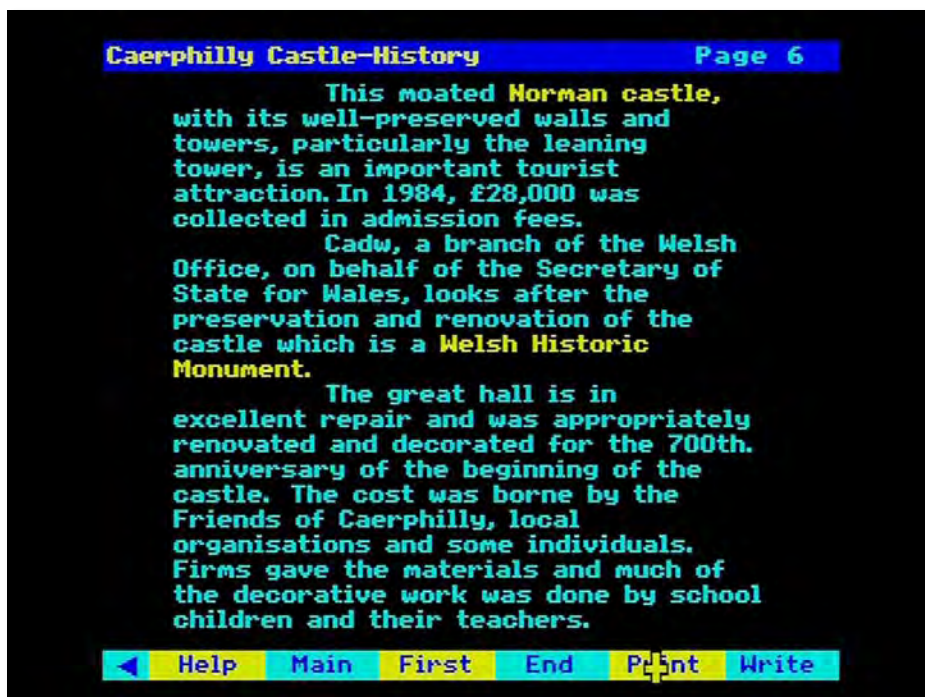 Caerphilly Castle-History Page 6
This moated Norman castle,
with its well-preserved walls and
towers, particularly the leaning
tower, is an important tourist
attraction. In 1984, £28,000 was
collected in admission fees.
Cadw, a branch of the Welsh
Office, on behalf of the Secretary of
State for Wales, looks after the
preservation and renovation of the
castle which is a Welsh Historic
Monument.
The great hall is in
excellent repair and was appropriately
renovated and decorated for the 700th.
anniversary of the beginning of the
castle. The cost was borne by the
Friends of Caerphilly, local
organisations and some individuals.
Firms gave the materials and much of
the decorative work was done by school
children and their teachers.
Help Main First End Print Write